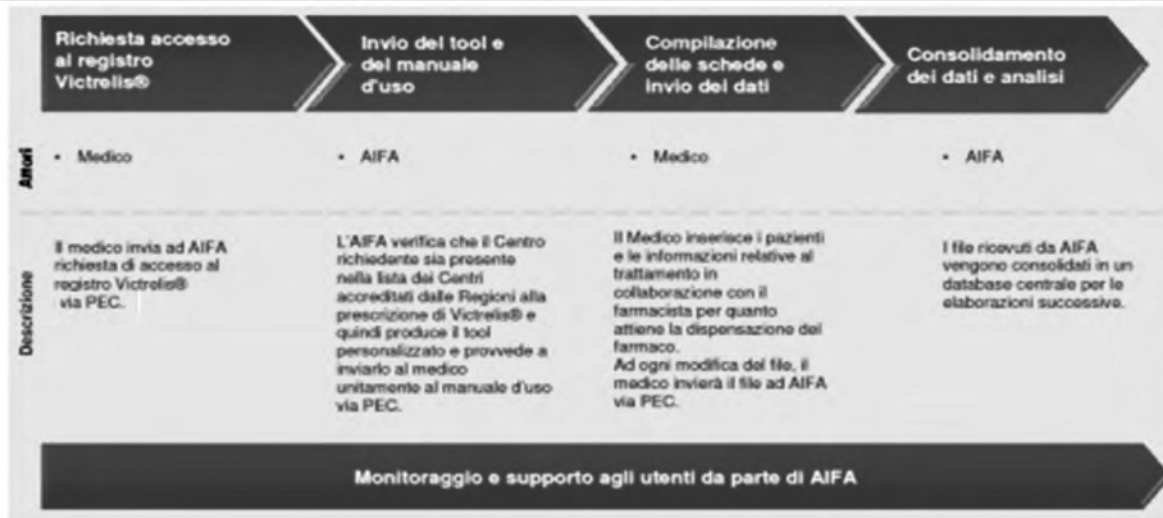 Richiesta accesso
al registro
Victrelis®
Invio del tool e
del manuale
d'uso
Compilazione
delle schede e
invio dei dati
Consolidamento
dei dati e analisi
Attori
• Medico
• AIFA
• Medico
• AIFA
Descrizione
Il medico invia ad AIFA
richiesta di accesso al
registro Victrelis®
via PEC.
L'AIFA verifica che il Centro
richiedente sia presente
nella lista dei Centri
accreditati dalle Regioni alla
prescrizione di Victrelis® e
quindi produce il tool
personalizzato e provvede a
inviarlo al medico
unitamente al manuale d'uso
via PEC.
Il Medico inserisce i pazienti
e le informazioni relative al
trattamento in
collaborazione con il
farmacista per quanto
attiene la dispensazione del
farmaco.
Ad ogni modifica del file, il
medico invierà il file ad AIFA
via PEC.
I file ricevuti da AIFA
vengono consolidati in un
database centrale per le
elaborazioni successive.
Monitoraggio e supporto agli utenti da parte di AIFA